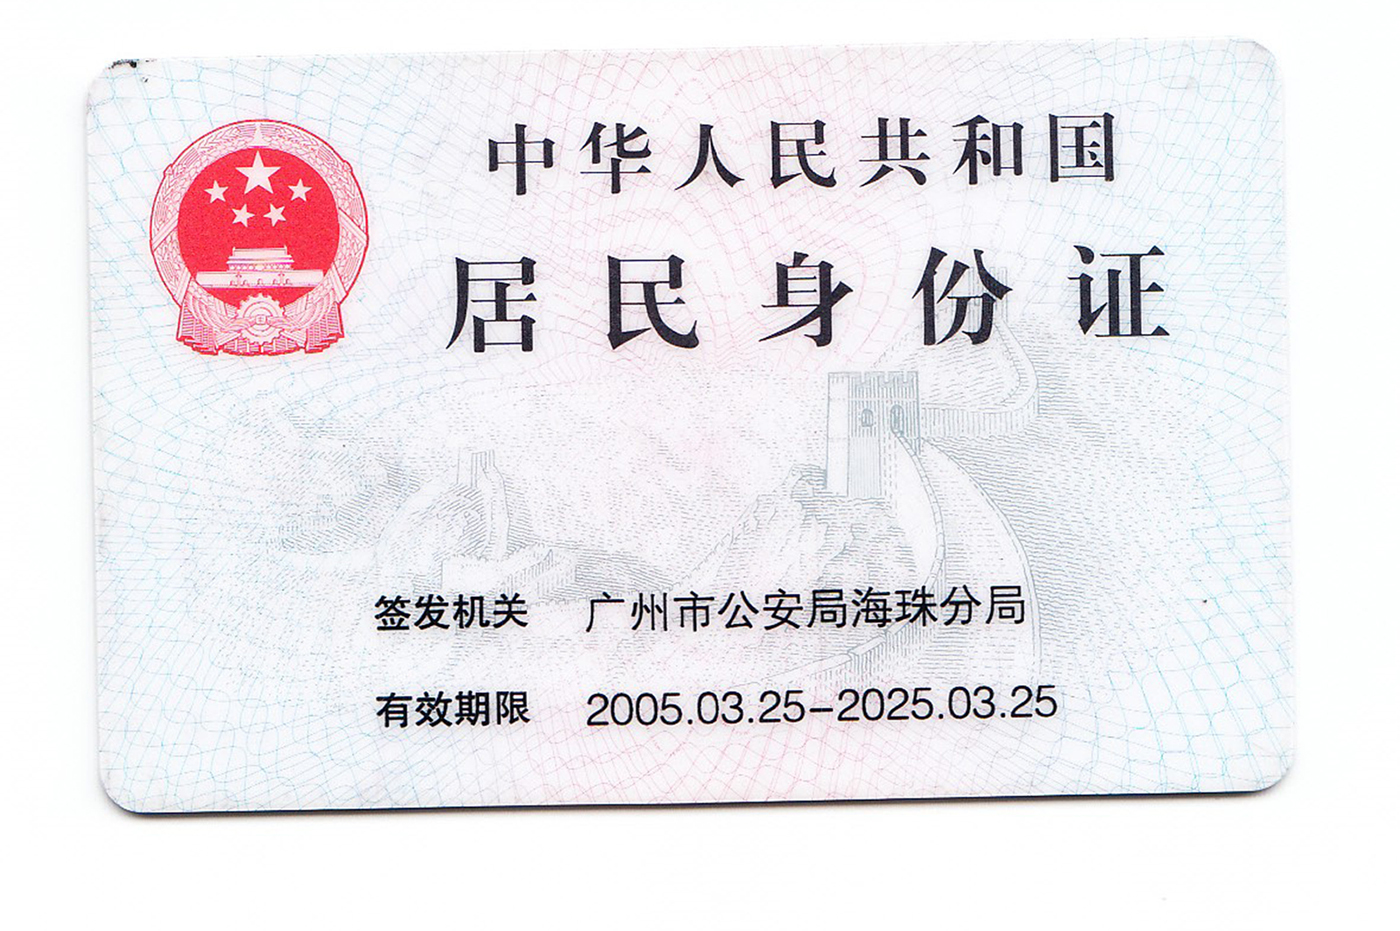 中华人民共和国
居民身份证
签发机关 广州市公安局海珠分局
有效期限 2005.03.25-2025.03.25